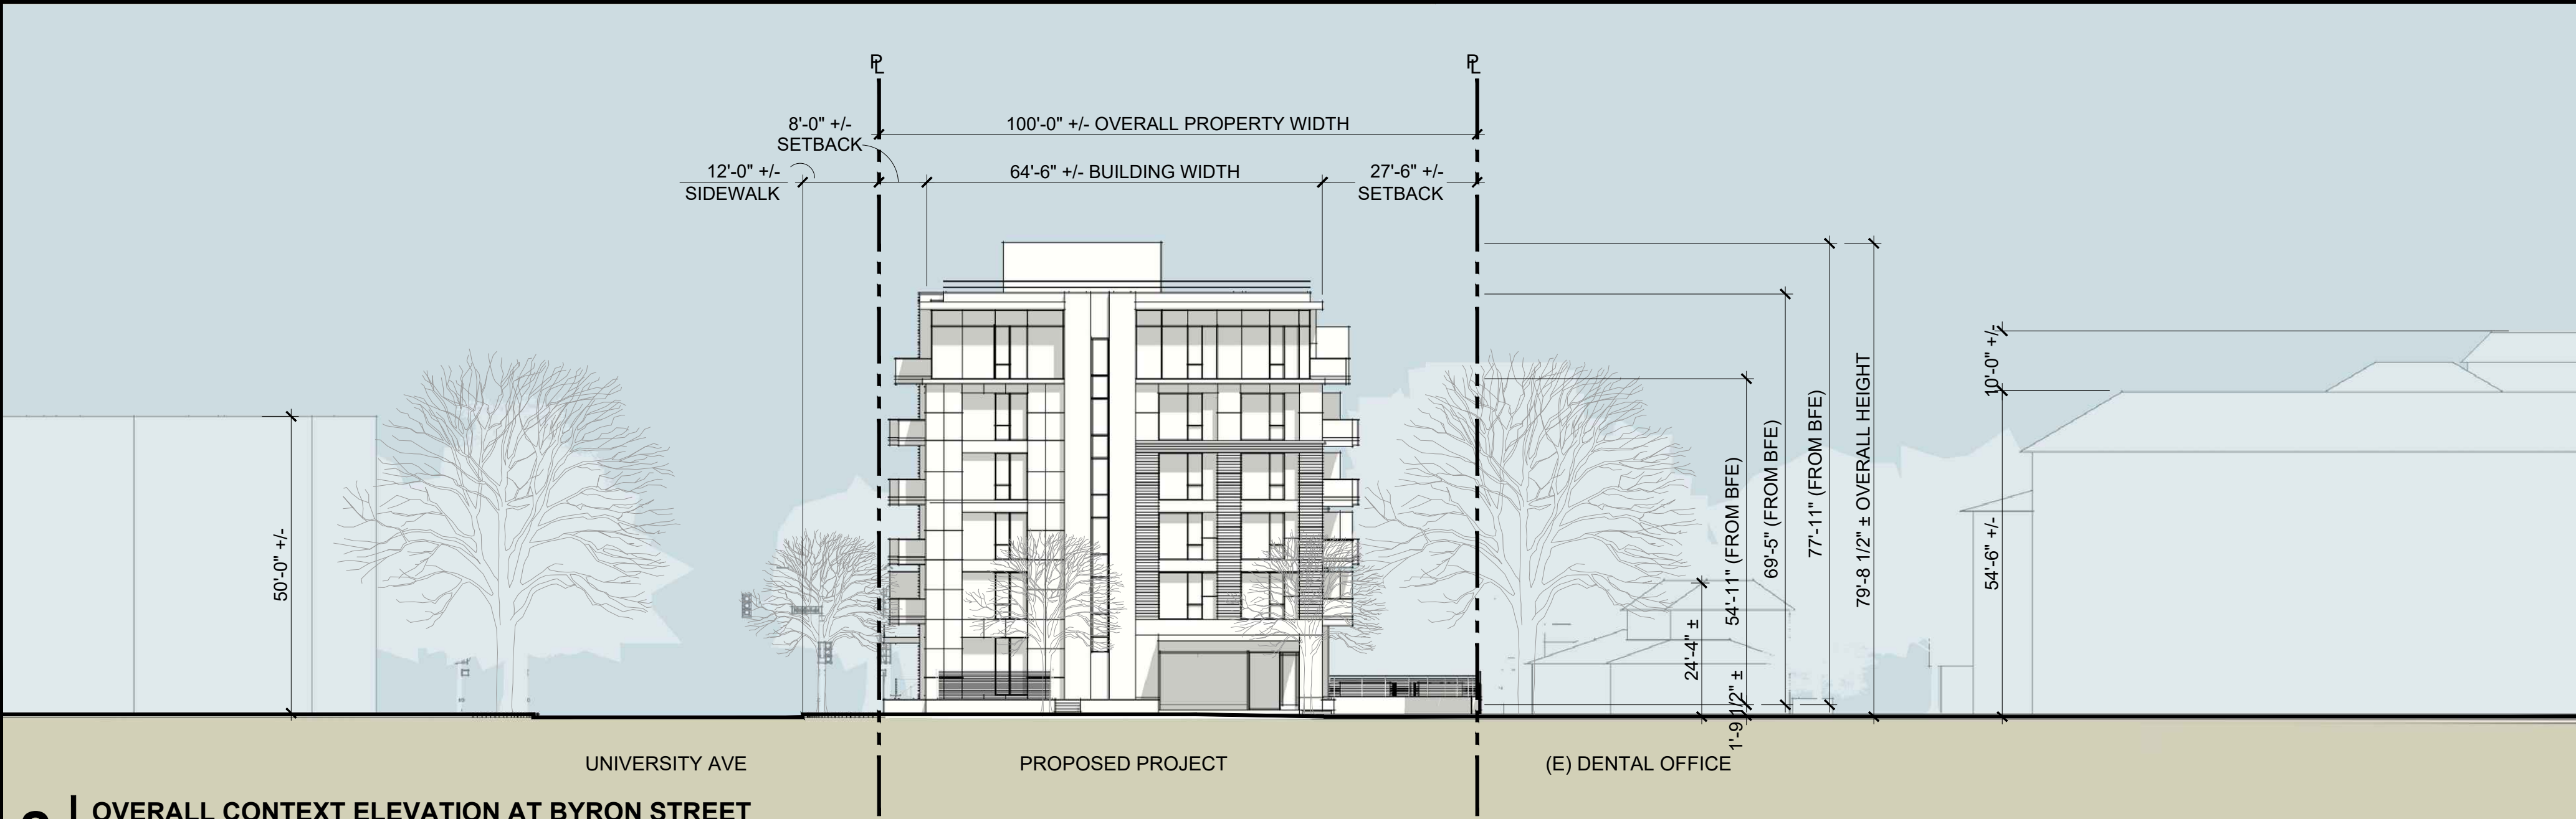 PL
PL
8'-0" +/-
SETBACK
100'-0" +/- OVERALL PROPERTY WIDTH
12'-0" +/-
SIDEWALK
64'-6" +/- BUILDING WIDTH
27'-6" +/-
SETBACK
50'-0" +/-
24'-4" ±
1'-9 1/2" ±
54'-11" (FROM BFE)
69'-5" (FROM BFE)
77'-11" (FROM BFE)
79'-8 1/2" ± OVERALL HEIGHT
10'-0" +/-
54'-6" +/-
UNIVERSITY AVE
PROPOSED PROJECT
(E) DENTAL OFFICE
OVERALL CONTEXT ELEVATION AT BYRON STREET